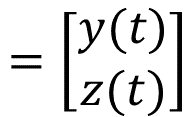 = [y(t)
z(t)]